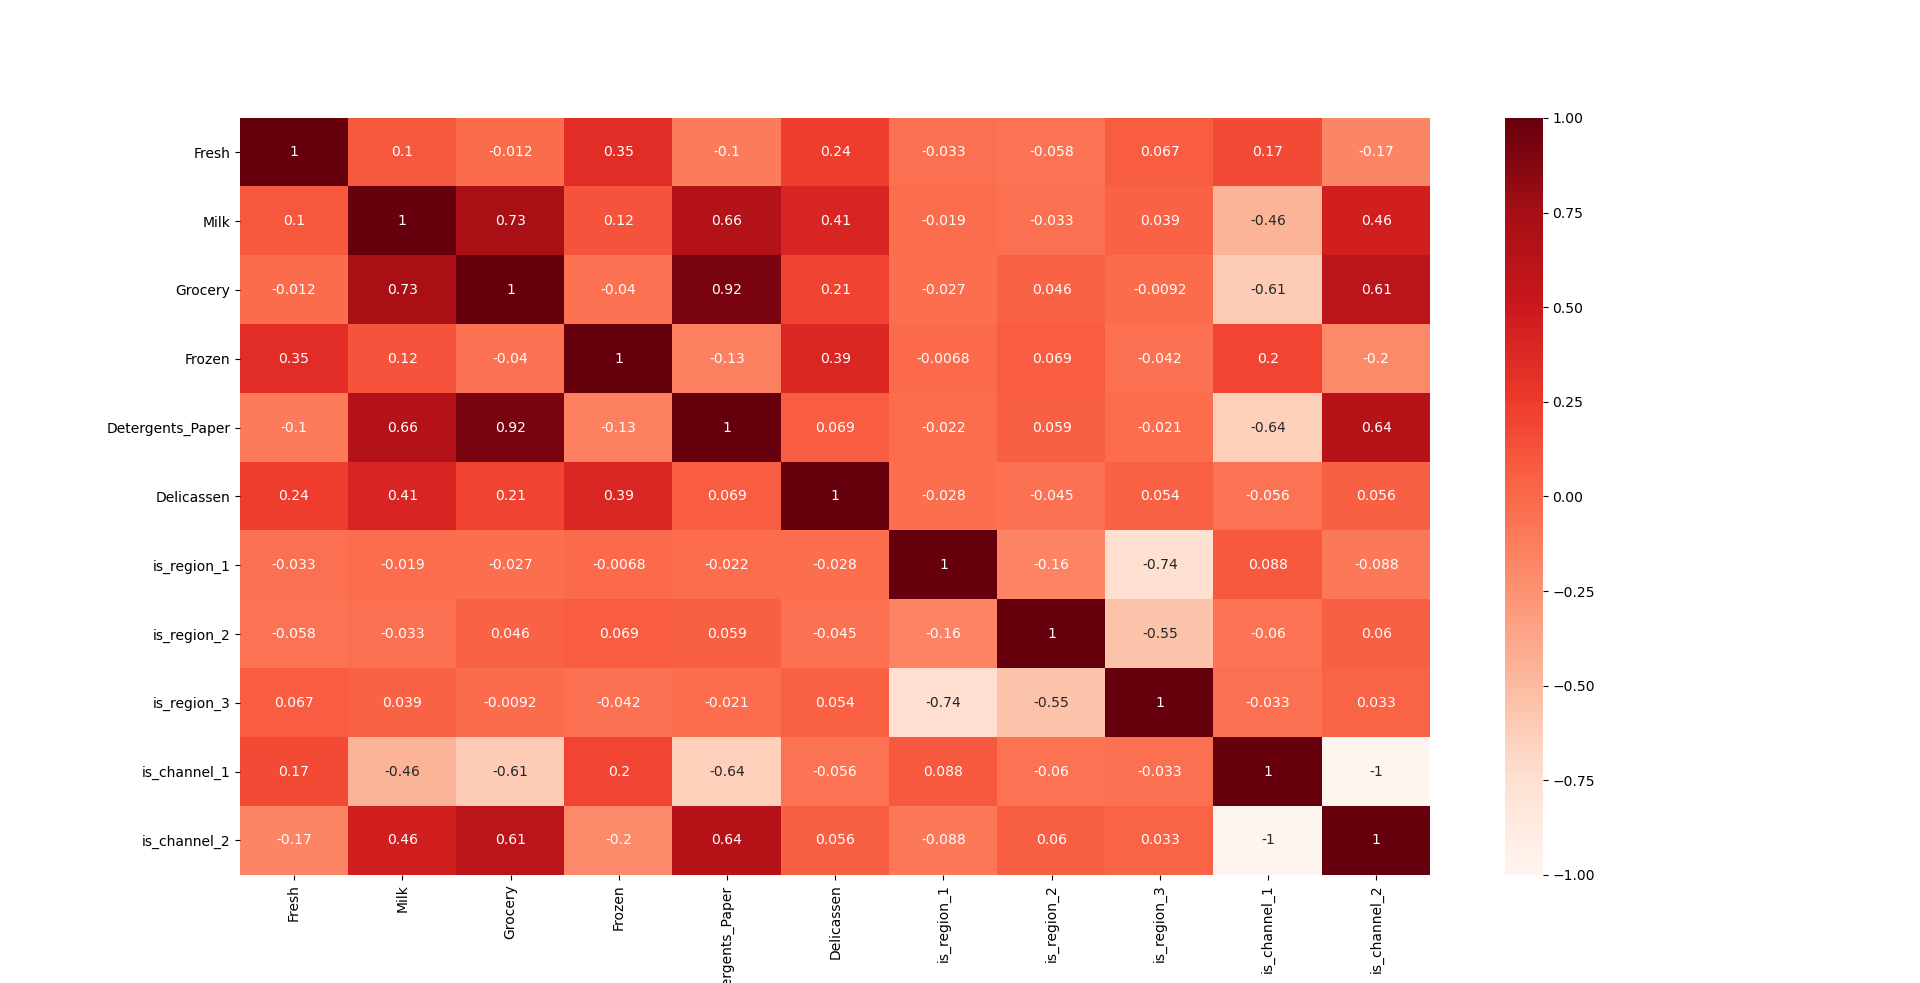 Fresh 1 0.1 -0.012 0.35 -0.1 0.24 -0.033 -0.058 0.067 0.17 -0.17
Milk 0.1 1 0.73 0.12 0.66 0.41 -0.019 -0.033 0.039 -0.46 0.46
Grocery -0.012 0.73 1 -0.04 0.92 0.21 -0.027 0.046 -0.0092 -0.61 0.61
Frozen 0.35 0.12 -0.04 1 -0.13 0.39 -0.0068 0.069 -0.042 0.2 -0.2
Detergents_Paper -0.1 0.66 0.92 -0.13 1 0.069 -0.022 0.059 -0.021 -0.64 0.64
Delicassen 0.24 0.41 0.21 0.39 0.069 1 -0.028 -0.045 0.054 -0.056 0.056
is_region_1 -0.033 -0.019 -0.027 -0.0068 -0.022 -0.028 1 -0.16 -0.74 0.088 -0.088
is_region_2 -0.058 -0.033 0.046 0.069 0.059 -0.045 -0.16 1 -0.55 -0.06 0.06
is_region_3 0.067 0.039 -0.0092 -0.042 -0.021 0.054 -0.74 -0.55 1 -0.033 0.033
is_channel_1 0.17 -0.46 -0.61 0.2 -0.64 -0.056 0.088 -0.06 -0.033 1 -1
is_channel_2 -0.17 0.46 0.61 -0.2 0.64 0.056 -0.088 0.06 0.033 -1 1
Fresh
Milk
Grocery
Frozen
ergents_Paper
Delicassen
is_region_1
is_region_2
is_region_3
is_channel_1
is_channel_2
1.00
0.75
0.50
0.25
0.00
−0.25
−0.50
−0.75
−1.00